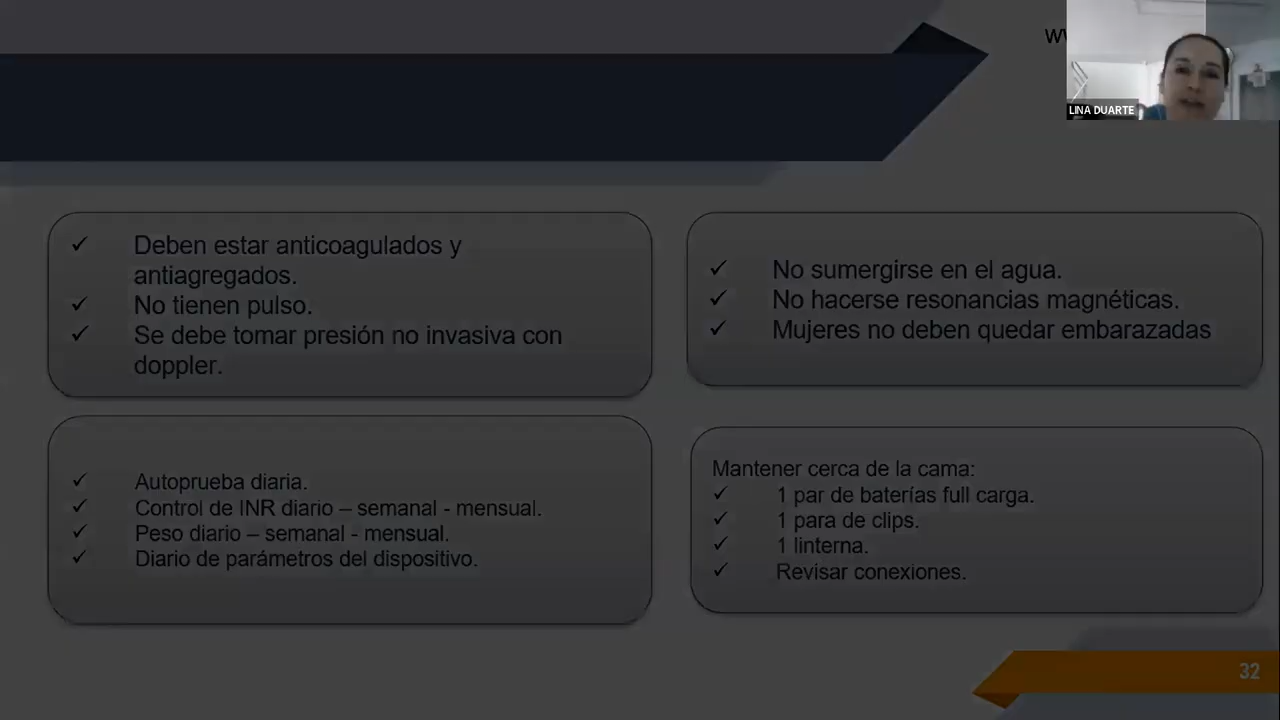 LINA DUARTE
Deben estar anticoagulados y
antiagregados.
No tienen pulso.
Se debe tomar presión no invasiva con
doppler.
No sumergirse en el agua.
No hacerse resonancias magnéticas.
Mujeres no deben quedar embarazadas
Autoprueba diaria.
Control de INR diario – semanal - mensual.
Peso diario – semanal - mensual.
Diario de parámetros del dispositivo.
Mantener cerca de la cama:
1 par de baterías full carga.
1 para de clips.
1 linterna.
Revisar conexiones.
32